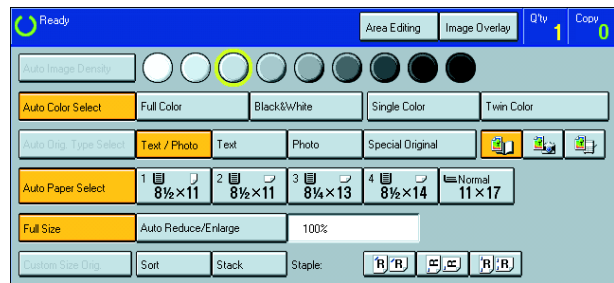 Ready Area Editing Image Overlay Q'ty 1 Copy 0
Auto Image Density
Auto Color Select Full Color Black&White Single Color Twin Color
Auto Orig. Type Select Text / Photo Text Photo Special Original
Auto Paper Select 1 8½×11 2 8½×11 3 8¼×13 4 8½×14 Normal 11×17
Full Size Auto Reduce/Enlarge 100%
Custom Size Orig. Sort Stack Staple: R R R R R R